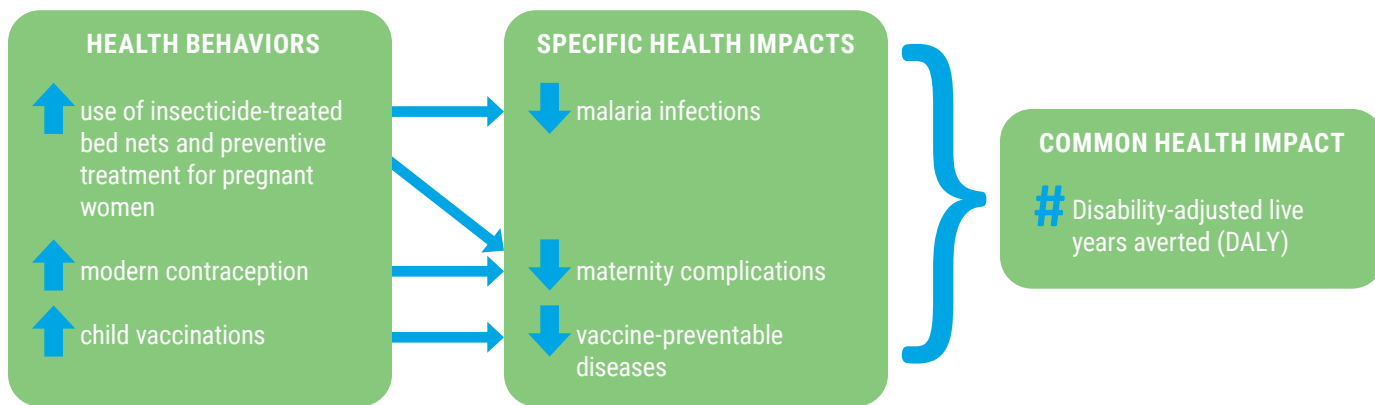 HEALTH BEHAVIORS
use of insecticide-treated
bed nets and preventive
treatment for pregnant
women
modern contraception
child vaccinations
SPECIFIC HEALTH IMPACTS
malaria infections
maternity complications
vaccine-preventable
diseases
COMMON HEALTH IMPACT
# Disability-adjusted live
years averted (DALY)